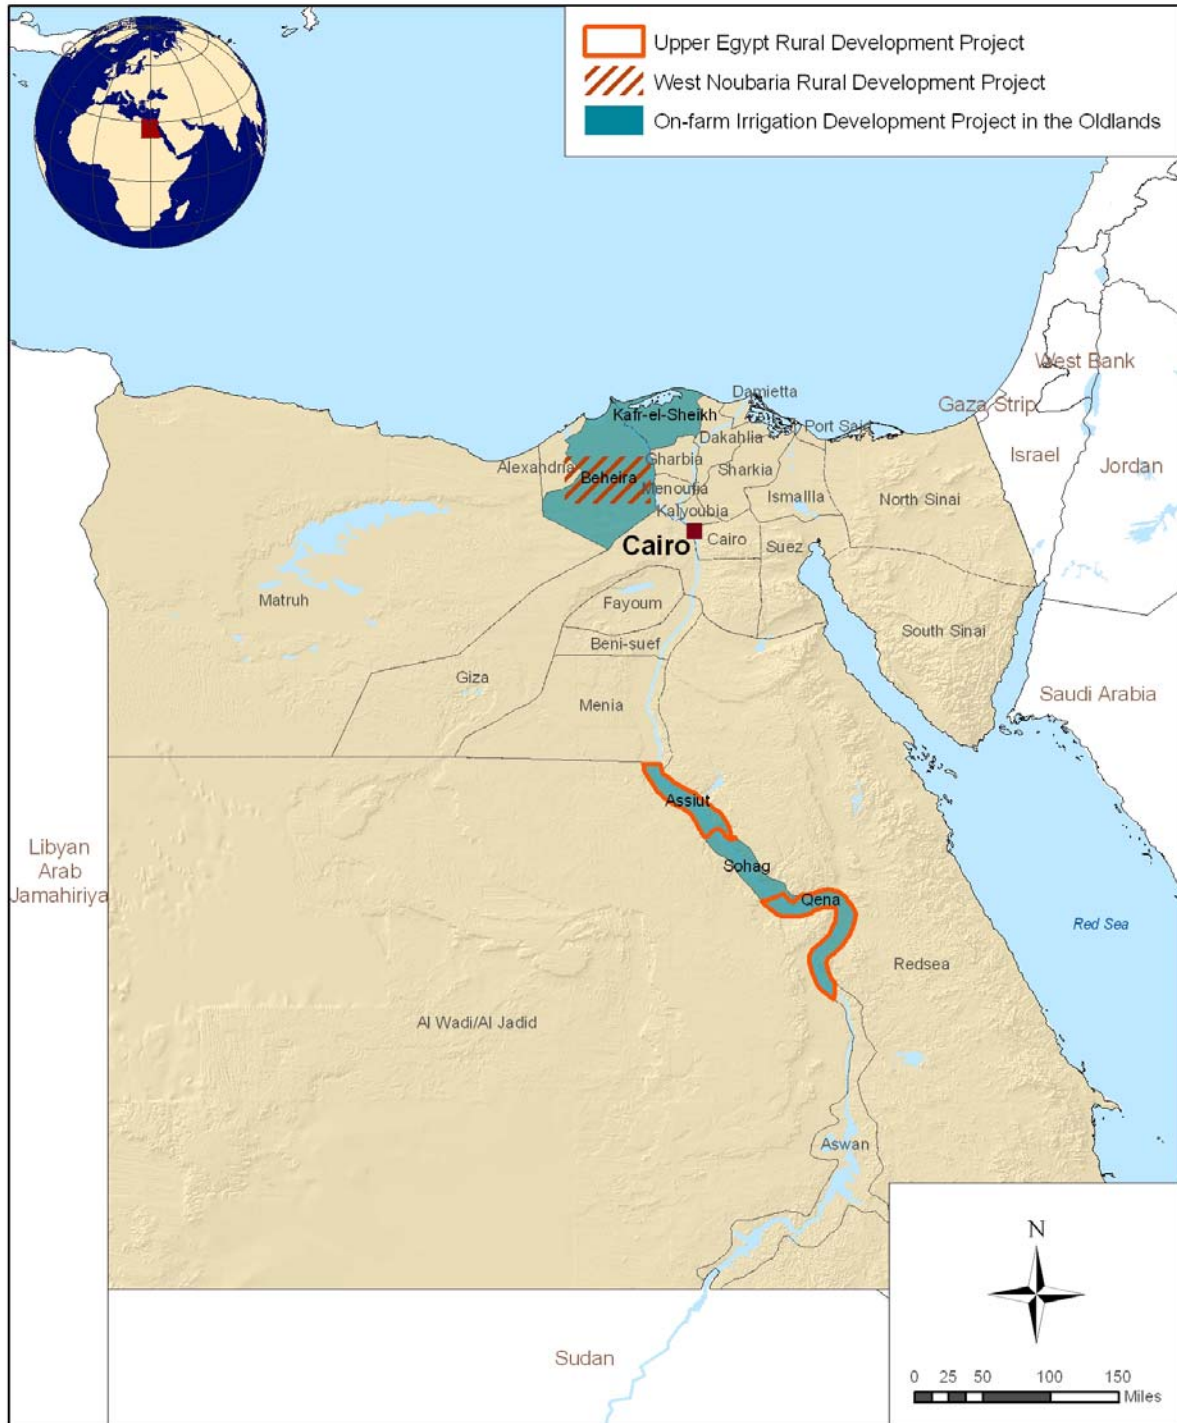 Upper Egypt Rural Development Project
West Noubaria Rural Development Project
On-farm Irrigation Development Project in the Oldlands
West Bank
Gaza Strip
Israel
Jordan
Damietta
Kafr-el-Sheikh
Port Said
Dakahlia
Alexandria
Gharbia
Sharkia
Beheira
Menoufia
Ismallla
North Sinai
Kalyoubia
Cairo
Cairo
Suez
Matruh
Fayoum
South Sinai
Beni-suef
Giza
Menia
Saudi Arabia
Assiut
Libyan
Arab
Jamahiriya
Sohag
Qena
Red Sea
Redsea
Al Wadi/Al Jadid
Aswan
N
Sudan
0 25 50 100 150
Miles